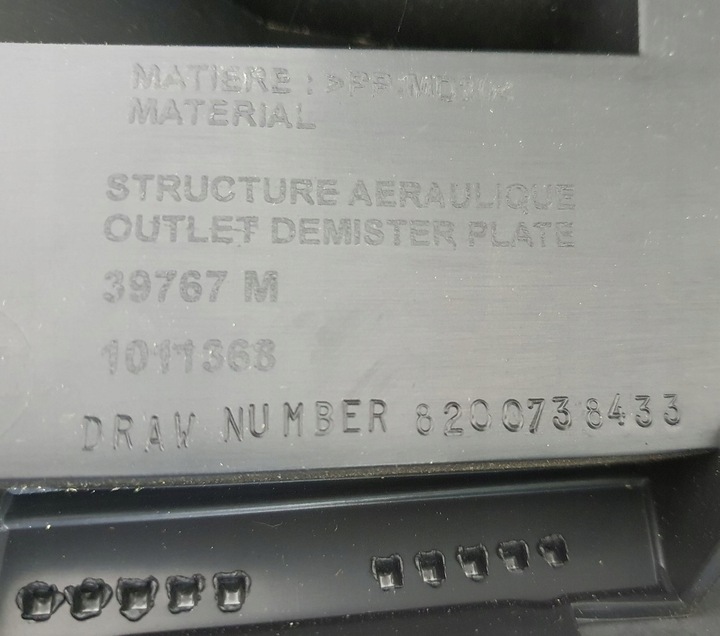 MATIERE :
MATERIAL
STRUCTURE AERAULIQUE
OUTLET DEMISTER PLATE
39767 M
1011368
DRAW NUMBER 8200738433